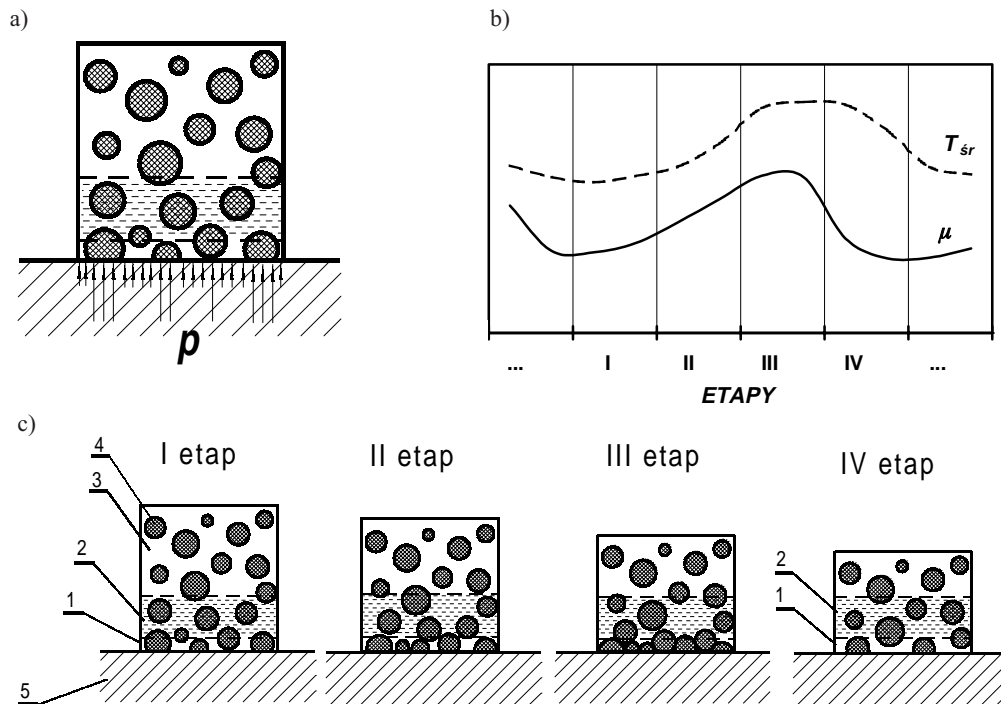 a)
p
b)
T śr
μ
... I II III IV ...
ETAPY
c)
I etap
II etap
III etap
IV etap
4
3
2
1
5
2
1